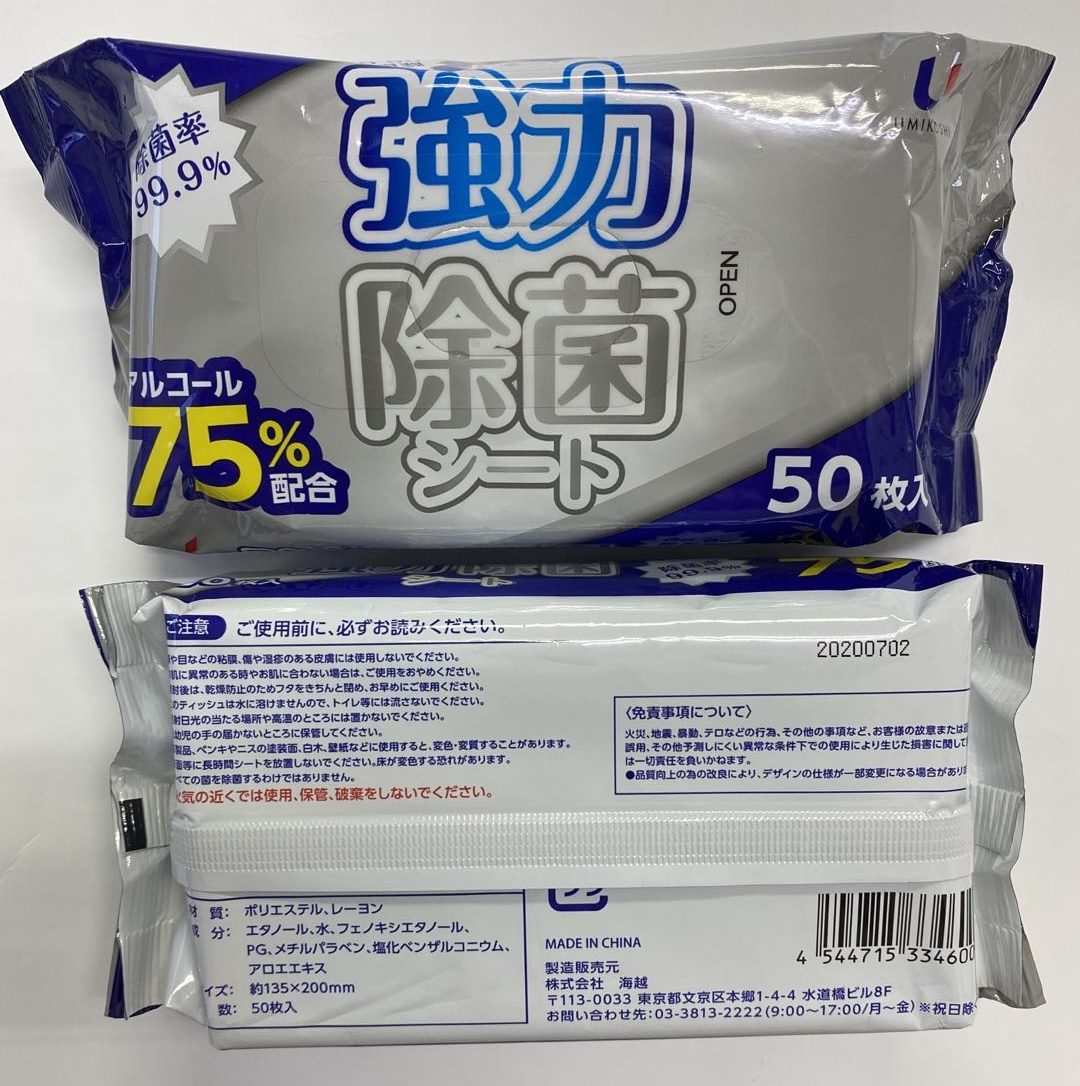 除菌率
99.9%
強力
UMIKOSHI
除菌
OPEN
シート
アルコール
75%
配合
50枚入
シート
除菌率
99.9%
75
ご注意 ご使用前に、必ずお読みください。
や目などの粘膜、傷や湿疹のある皮膚には使用しないでください。
肌に異常のある時やお肌に合わない場合は、ご使用をおやめください。
封後は、乾燥防止のためフタをきちんと閉め、お早めにご使用ください。
のティッシュは水に溶けませんので、トイレ等には流さないでください。
射日光の当たる場所や高温のところには置かないでください。
幼児の手の届かないところに保管してください。
製品、ペンキやニスの塗装面、白木、壁紙などに使用すると、変色・変質することがあります。
面等に長時間シートを放置しないでください。床が変色する恐れがあります。
べての菌を除菌するわけではありません。
火気の近くでは使用、保管、破棄をしないでください。
20200702
〈免責事項について〉
火災、地震、暴動、テロなどの行為、その他の事項など、お客様の故意または
誤用、その他予測しにくい異常な条件下での使用により生じた損害に関して
は一切責任を負いかねます。
●品質向上の為の改良により、デザインの仕様が一部変更になる場合があり
質: ポリエステル、レーヨン
分: エタノール、水、フェノキシエタノール、
PG、メチルパラベン、塩化ベンザルコニウム、
アロエエキス
イズ: 約135×200mm
数: 50枚入
MADE IN CHINA
製造販売元
株式会社 海越
〒113-0033 東京都文京区本郷1-4-4 水道橋ビル8F
お問い合わせ先:03-3813-2222(9:00〜17:00/月〜金)※祝日除
4 544715 334600